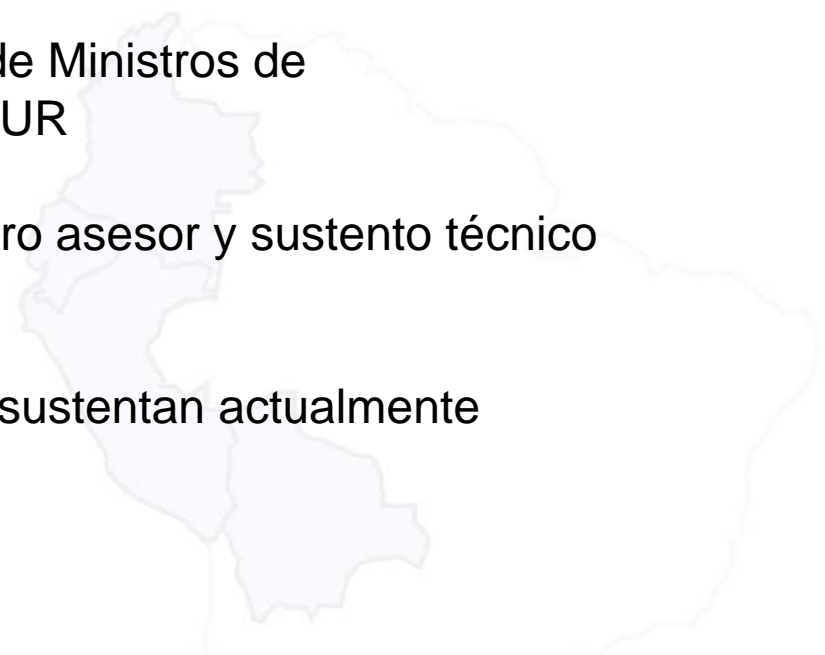 de Ministros de
UR
ro asesor y sustento técnico
sustentan actualmente